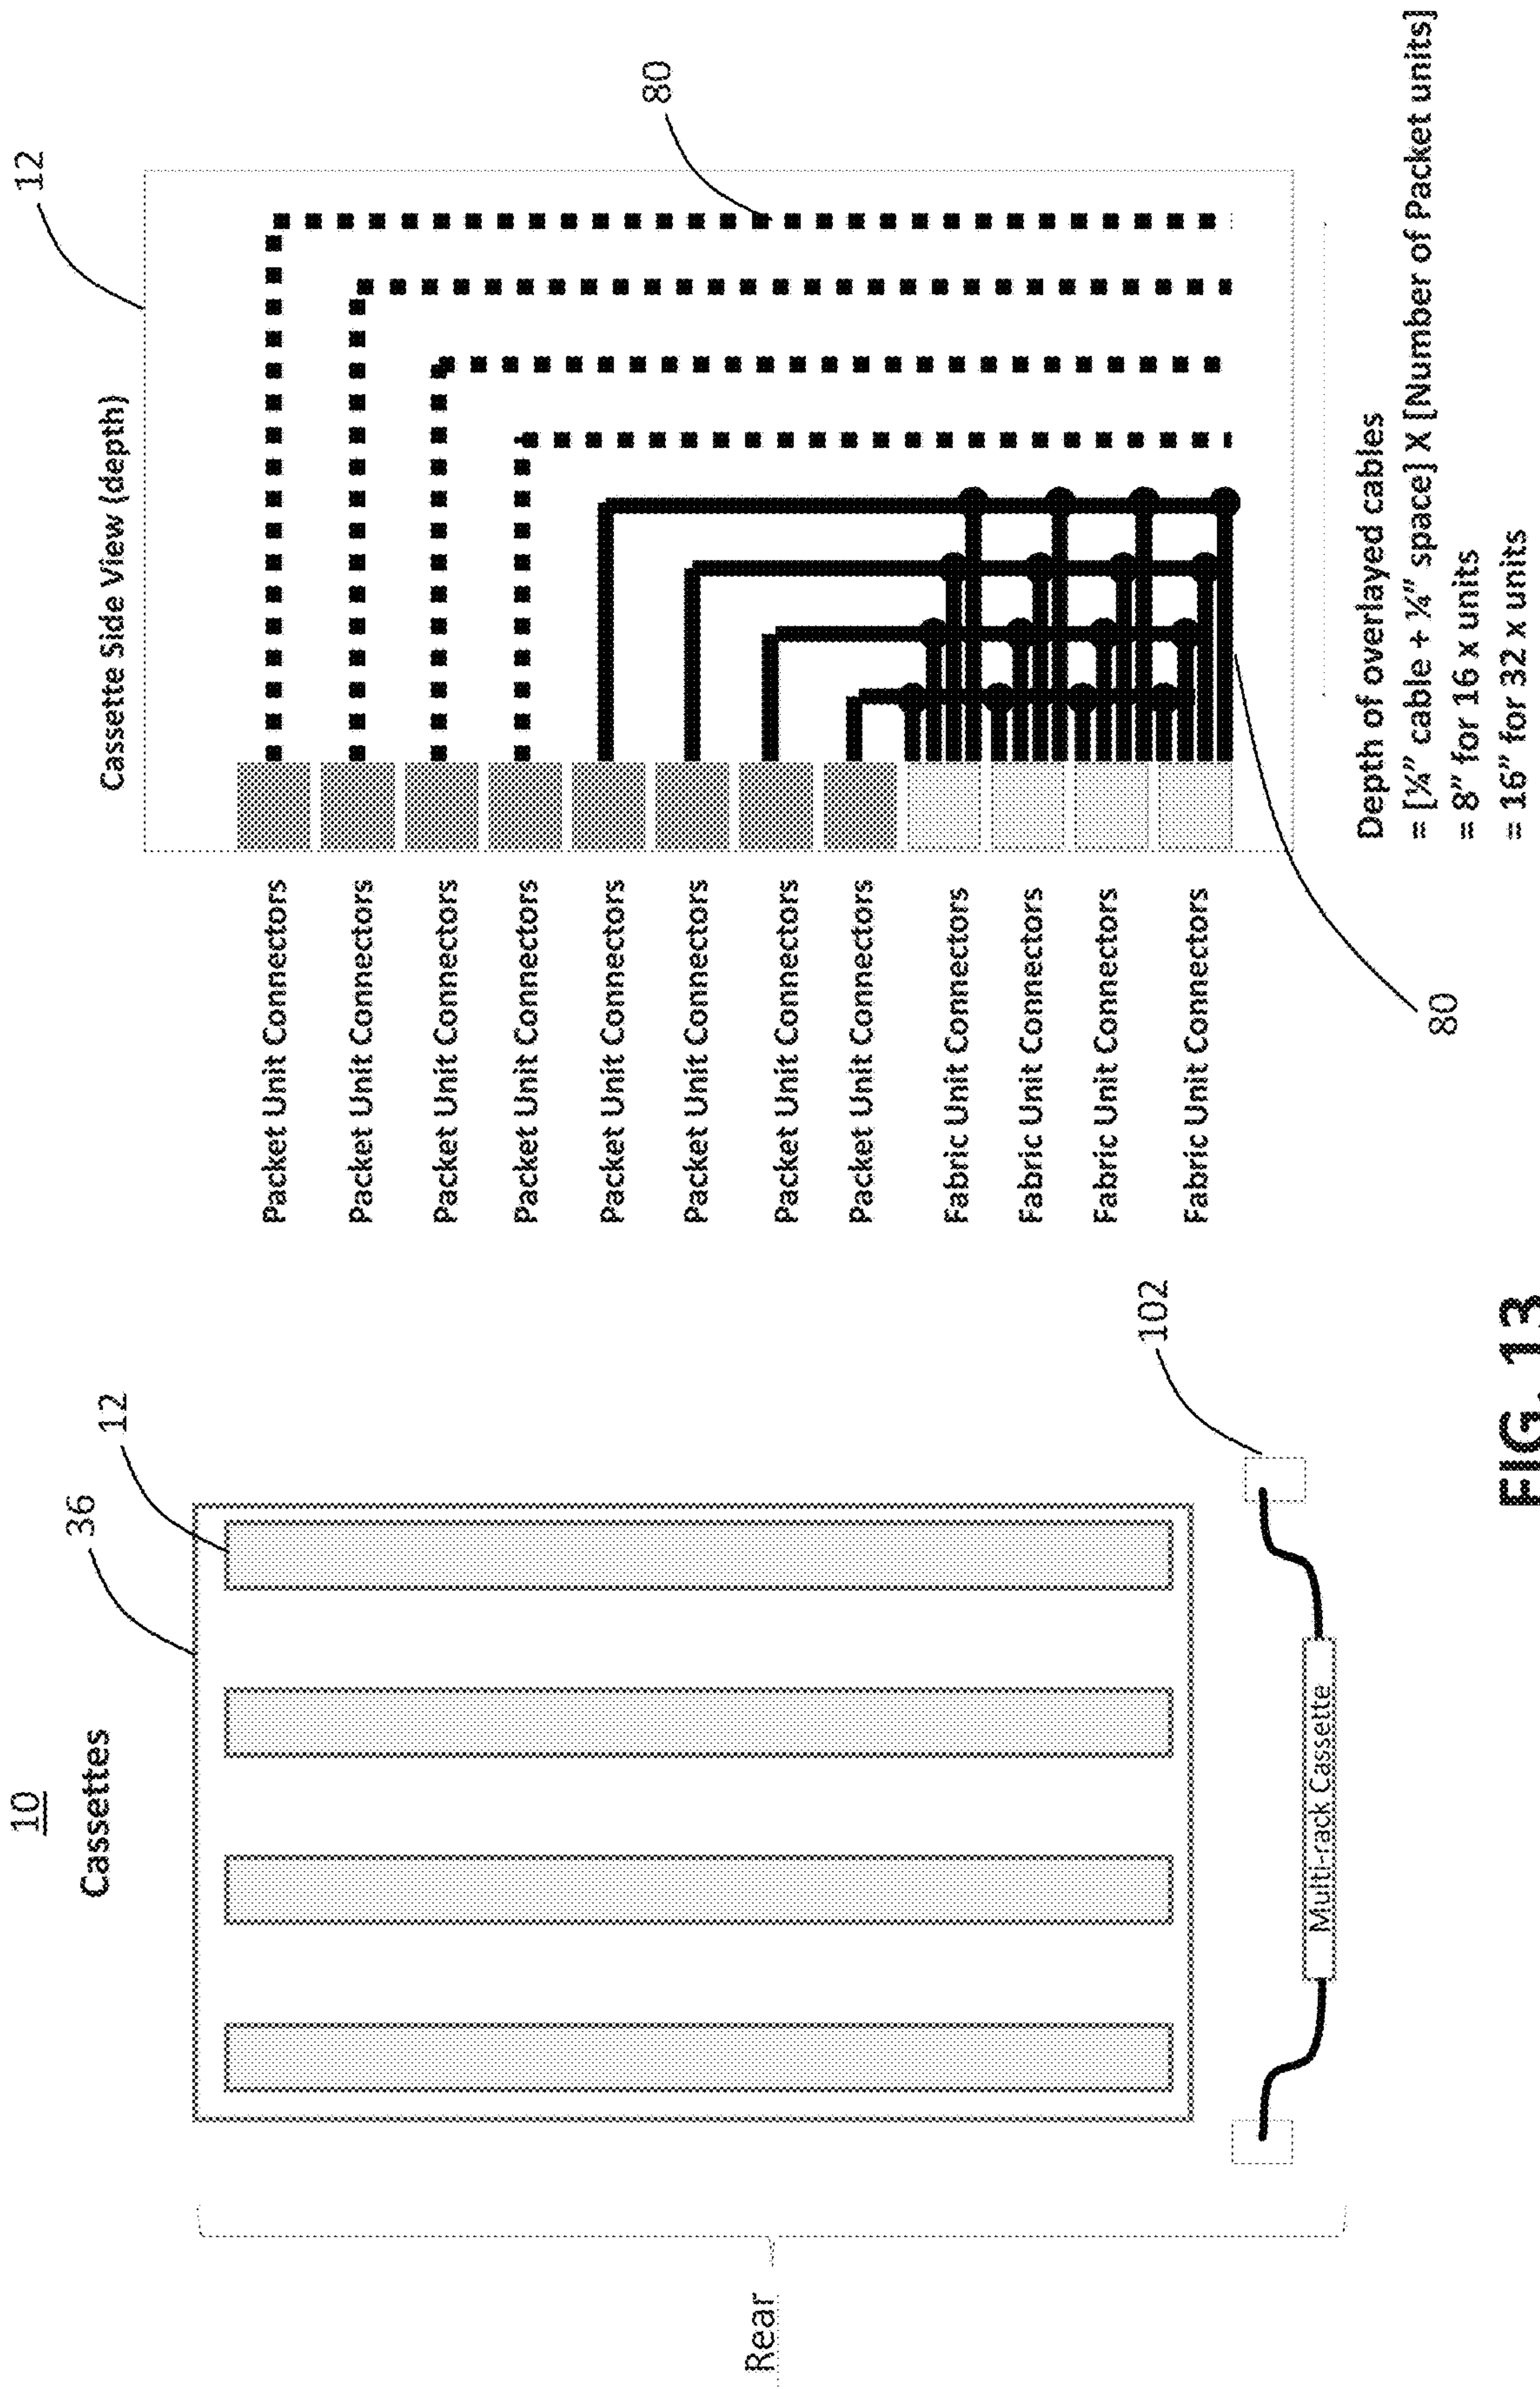 10
Cassettes
36
12
Rear
Multi-rack Cassette
102
Cassette Side View (depth)
12
80
Packet Unit Connectors
Packet Unit Connectors
Packet Unit Connectors
Packet Unit Connectors
Packet Unit Connectors
Packet Unit Connectors
Packet Unit Connectors
Packet Unit Connectors
Fabric Unit Connectors
Fabric Unit Connectors
Fabric Unit Connectors
Fabric Unit Connectors
80
Depth of overlayed cables
= [¼” cable + ¼” space] X [Number of Packet units]
= 8” for 16 x units
= 16” for 32 x units
FIG. 13